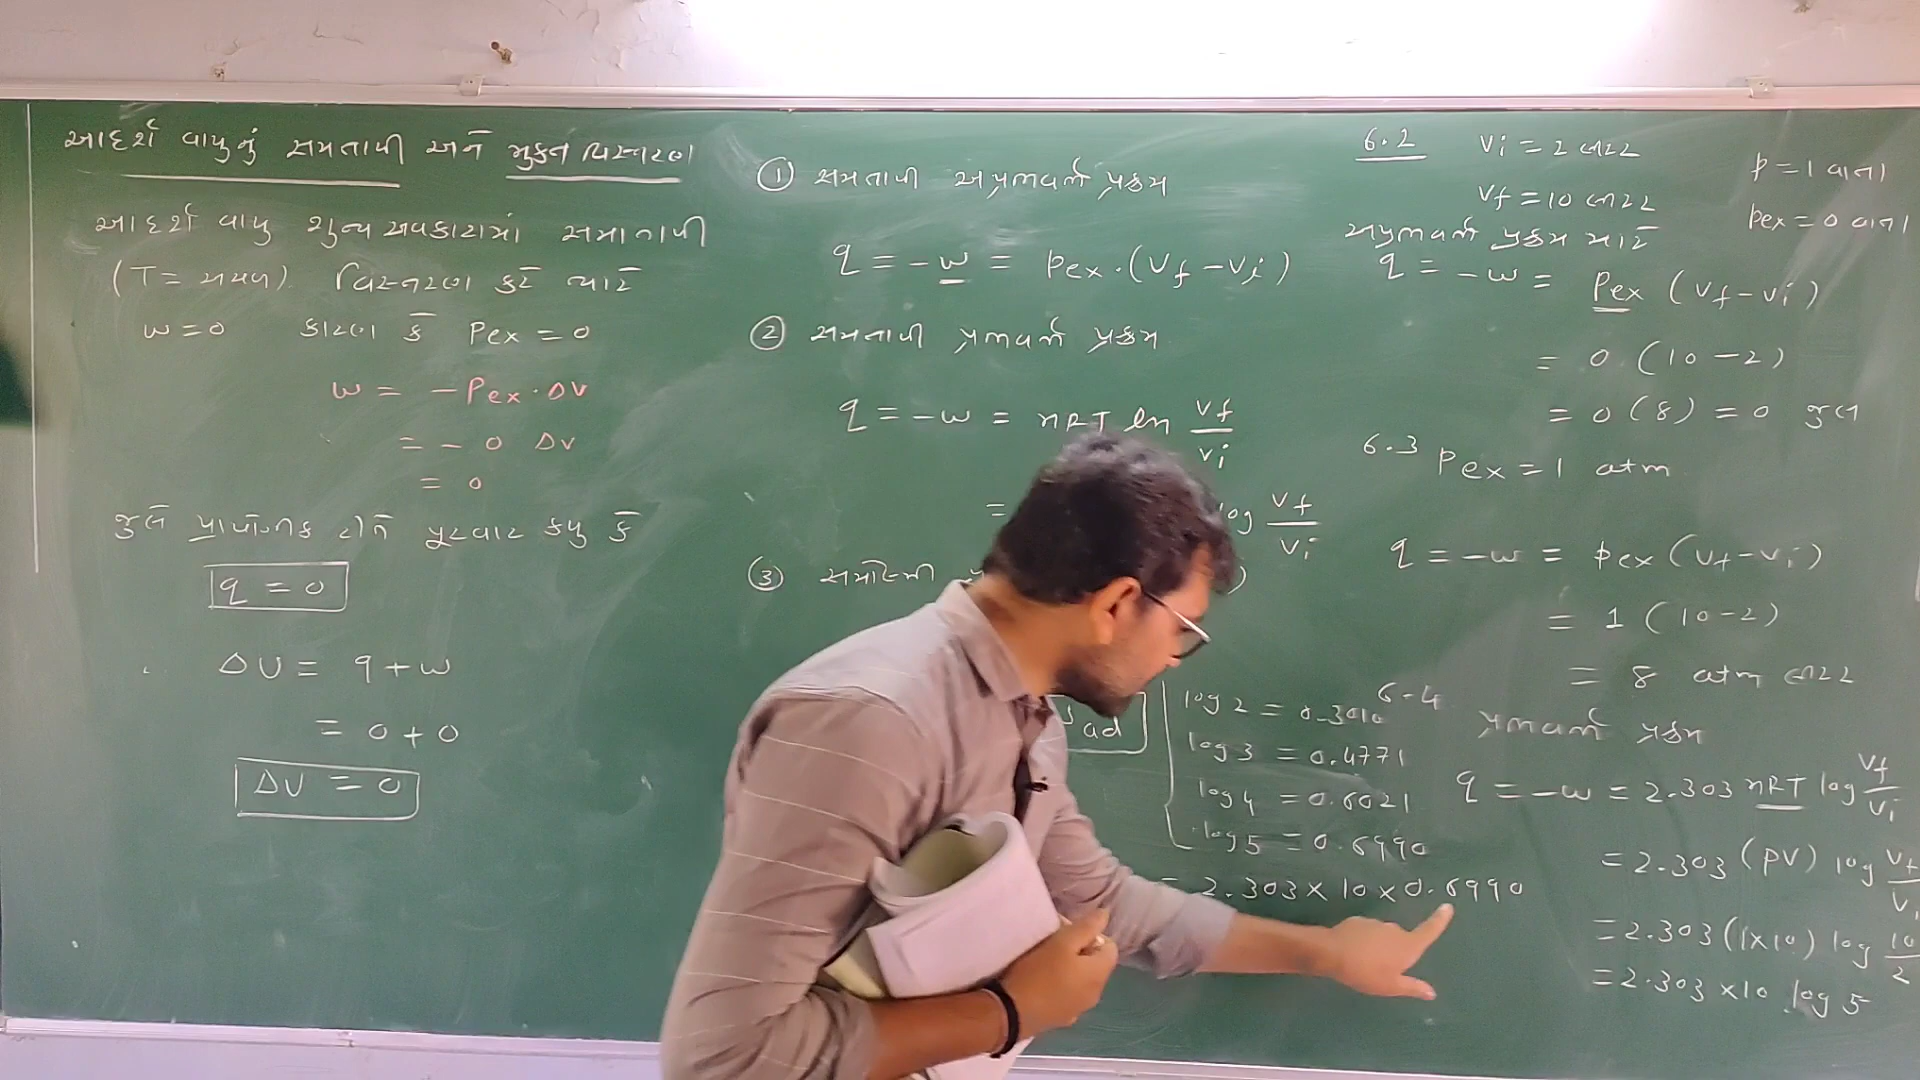 આદર્શ વાયુનું સમતાપી અને મુક્ત વિસ્તરણ
આદર્શ વાયુ શુન્ય અવકાશમાં સમતાપી
(T = અચળ) વિસ્તરણ કરે ત્યારે
w = 0 કારણ કે Pex = 0
w = - Pex · ΔV
= - 0 ΔV
= 0
જુલે પ્રાયોગિક રીતે પુરવાર કર્યુ કે
q = 0
ΔU = q + w
= 0 + 0
ΔU = 0
① સમતાપી અપ્રતિવર્તી પ્રક્રમ
q = - w = Pex · (Vf - Vi)
② સમતાપી પ્રતિવર્તી પ્રક્રમ
q = - w = nRT ln Vf/Vi
= log Vf/Vi
③ સમોષ્મી
ad
log 2 = 0.3010
log 3 = 0.4771
log 4 = 0.6021
log 5 = 0.6990
= 2.303 × 10 × 0.6990
6.2 Vi = 2 લિટર
Vf = 10 લિટર
P = 1 વાતા
Pex = 0 વાતા
અપ્રતિવર્તી પ્રક્રમ માટે
q = - w = Pex (Vf - Vi)
= 0 · (10 - 2)
= 0 (8) = 0 જુલ
6.3 Pex = 1 atm
q = - w = Pex (Vf - Vi)
= 1 (10 - 2)
= 8 atm લિટર
6.4 પ્રતિવર્તી પ્રક્રમ
q = - w = 2.303 nRT log Vf/Vi
= 2.303 (PV) log Vf/Vi
= 2.303 (1×10) log 10/2
= 2.303 × 10 log 5